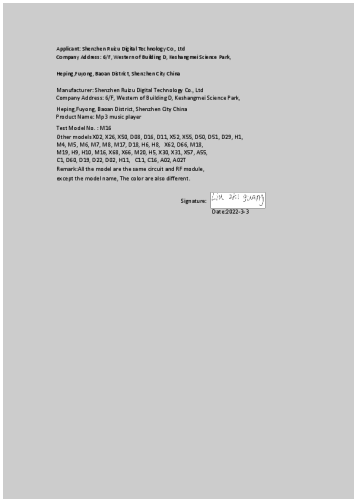 Applicant: Shenzhen Ruizu Digital Technology Co., Ltd
Company Address: 6/F, Western of Building D, Keshangmei Science Park,
Heping,Fuyong, Baoan District, Shenzhen City China
Manufacturer: Shenzhen Ruizu Digital Technology Co., Ltd
Company Address: 6/F, Western of Building D, Keshangmei Science Park,
Heping,Fuyong, Baoan District, Shenzhen City China
Product Name: Mp3 music player
Test Model No. : M16
Other models X02, X26, X50, D08, D16, D11, X52, X55, D50, D51, D29, H1,
M4, M5, M6, M7, M8, M17, D18, H6, H8, X62, D66, M18,
M19, H9, H10, M16, X68, X66, M20, H5, X30, X31, X57, A55,
C1, D60, D19, D22, D02, H11, C11, C16, A02, A02T
Remark:All the model are the same circuit and RF module,
except the model name, The color are also different.
Signature:
Date:2022-3-3